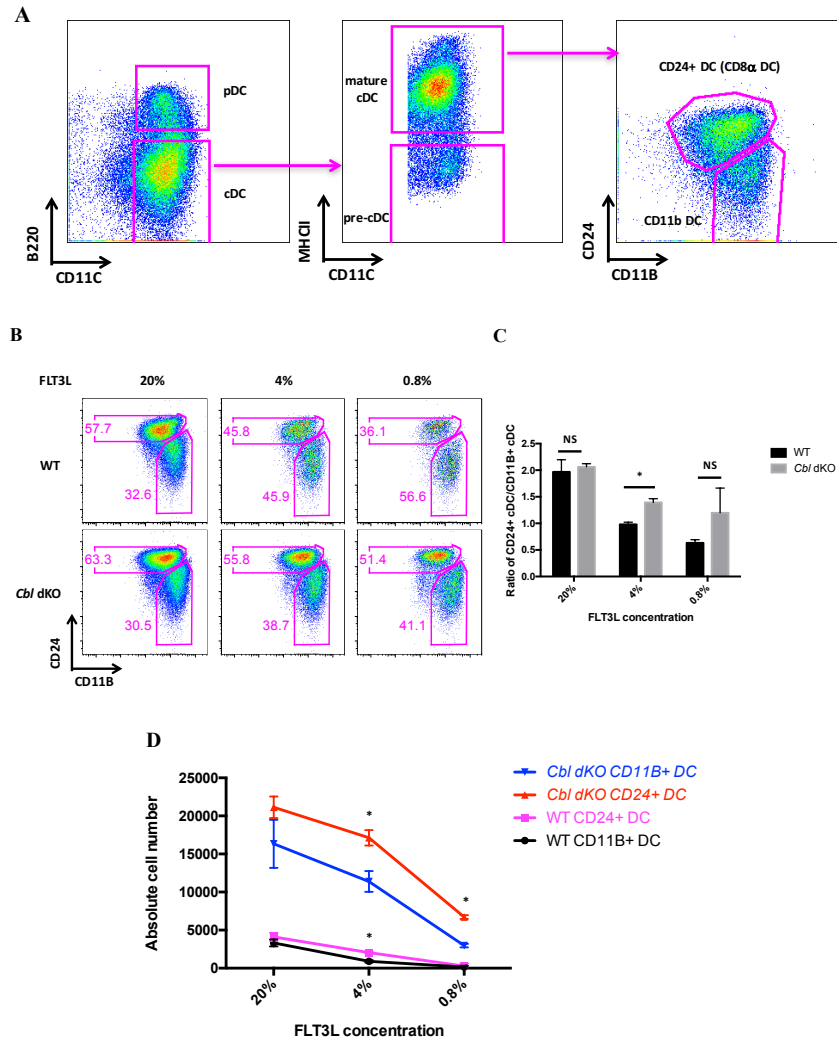 A
pDC
cDC
B220
CD11C
mature
cDC
pre-cDC
MHCII
CD11C
CD24+ DC (CD8α DC)
CD11b DC
CD24
CD11B
B
FLT3L 20% 4% 0.8%
WT
57.7
32.6
45.8
45.9
36.1
56.6
Cbl dKO
63.3
30.5
55.8
38.7
51.4
41.1
CD24
CD11B
C
Ratio of CD24+ cDC/CD11B+ cDC
2.5
2.0
1.5
1.0
0.5
0.0
NS
*
NS
WT
Cbl dKO
20% 4% 0.8%
FLT3L concentration
D
Absolute cell number
25000
20000
15000
10000
5000
0
*
*
*
Cbl dKO CD11B+ DC
Cbl dKO CD24+ DC
WT CD24+ DC
WT CD11B+ DC
20% 4% 0.8%
FLT3L concentration